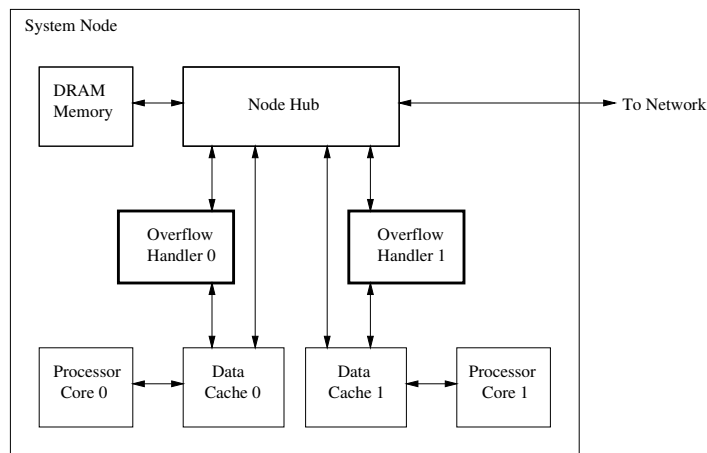 System Node
DRAM
Memory
Node Hub
To Network
Overflow
Handler 0
Overflow
Handler 1
Processor
Core 0
Data
Cache 0
Data
Cache 1
Processor
Core 1